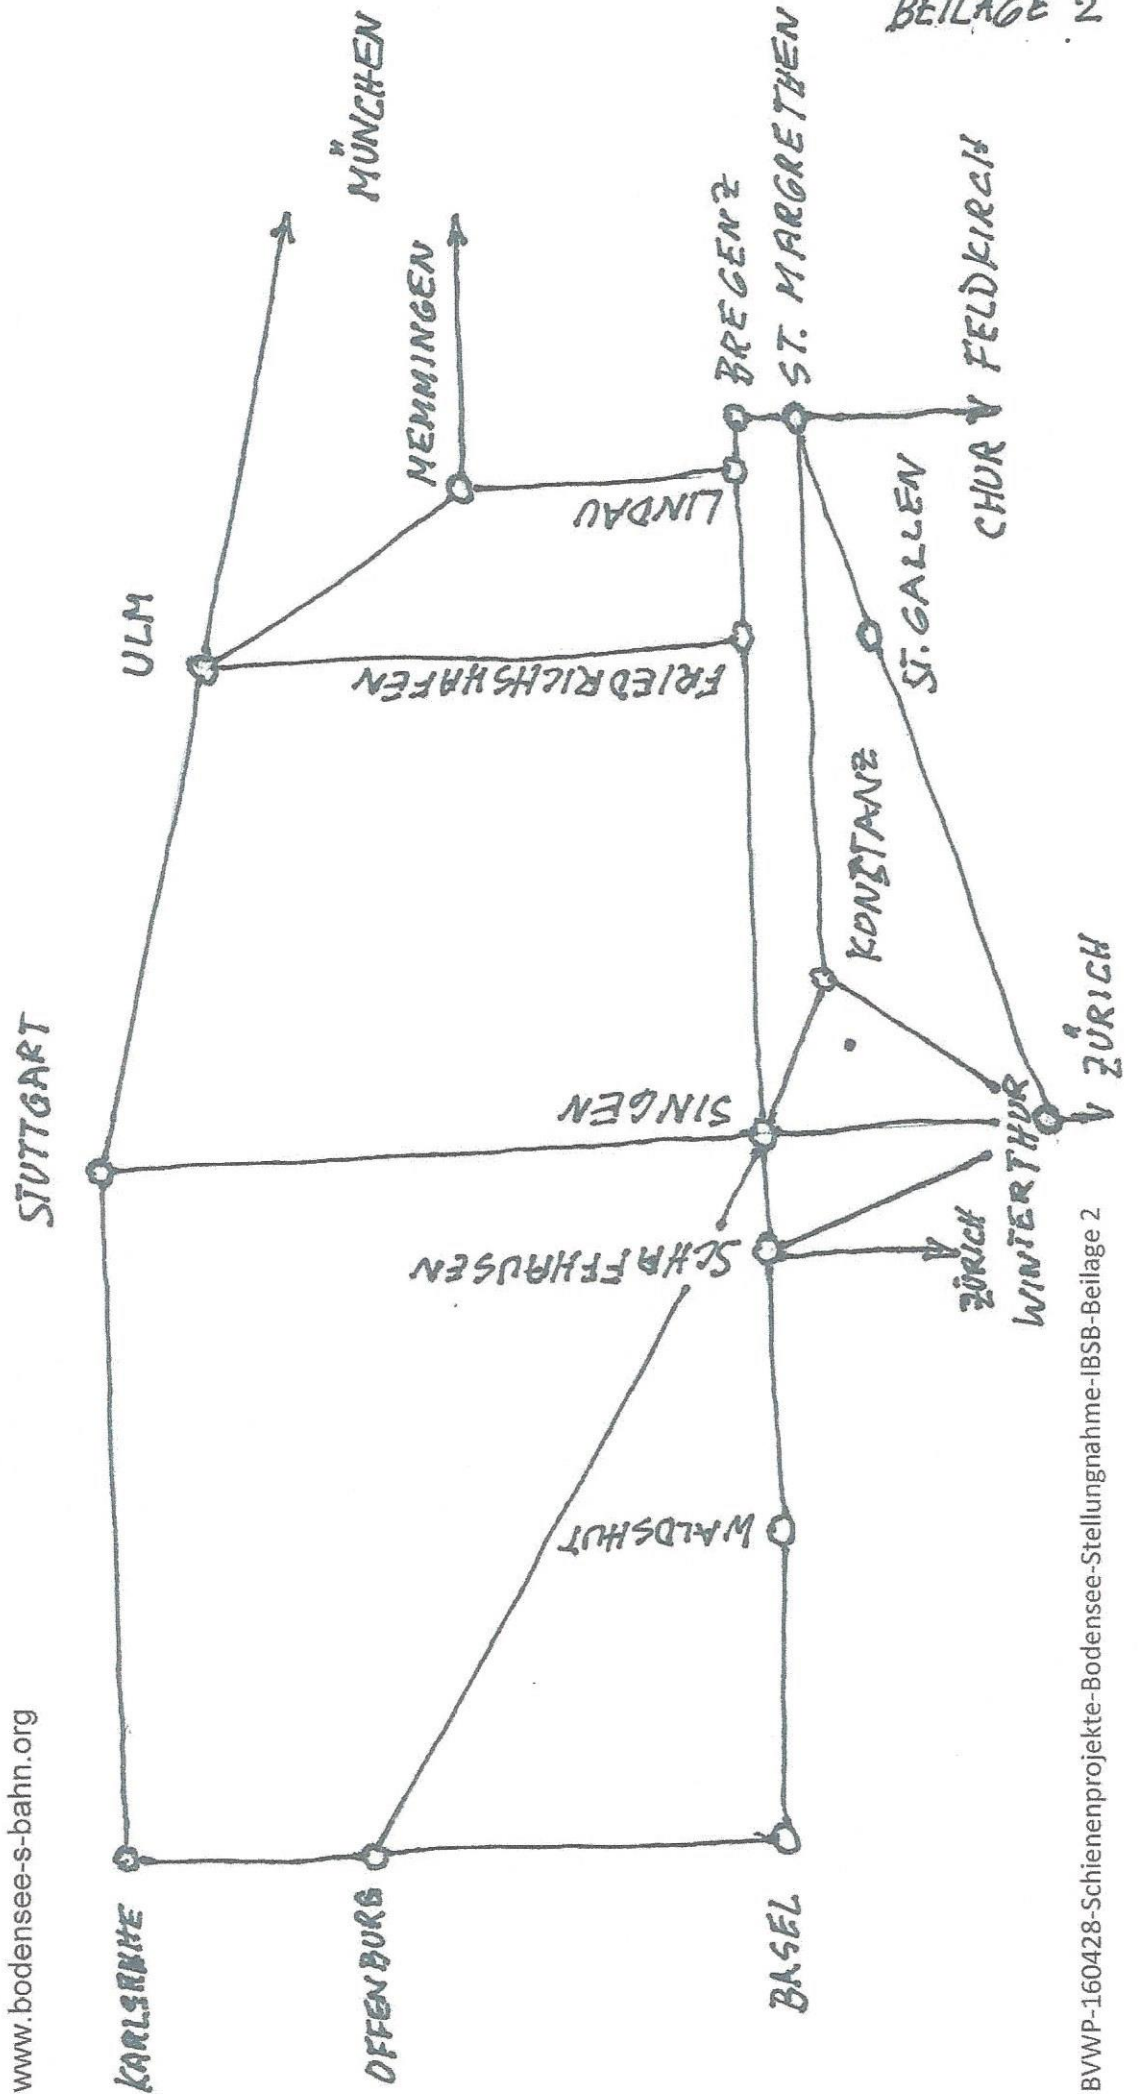 BEILAGE 2
www.bodensee-s-bahn.org
KARLSRUHE
STUTTGART
ULM
MÜNCHEN
OFFENBURG
MEMMINGEN
SCHAFFHAUSEN
SINGEN
FRIEDRICHSHAFEN
LINDAU
BREGENZ
WALDSHUT
ST. MARGRETHEN
BASEL
KONSTANZ
ST. GALLEN
ZÜRICH
CHUR
FELDKIRCH
WINTERTHUR
ZÜRICH
BVWP-160428-Schienenprojekte-Bodensee-Stellungnahme-IBSB-Beilage 2